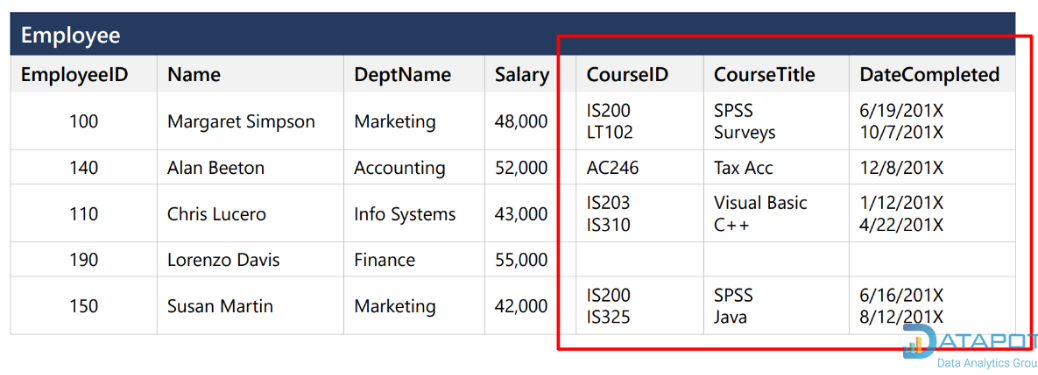 Employee
EmployeeID Name DeptName Salary CourseID CourseTitle DateCompleted
100 Margaret Simpson Marketing 48,000 IS200 SPSS 6/19/201X
LT102 Surveys 10/7/201X
140 Alan Beeton Accounting 52,000 AC246 Tax Acc 12/8/201X
110 Chris Lucero Info Systems 43,000 IS203 Visual Basic 1/12/201X
IS310 C++ 4/22/201X
190 Lorenzo Davis Finance 55,000
150 Susan Martin Marketing 42,000 IS200 SPSS 6/16/201X
IS325 Java 8/12/201X
DATAPOT
Data Analytics Grou